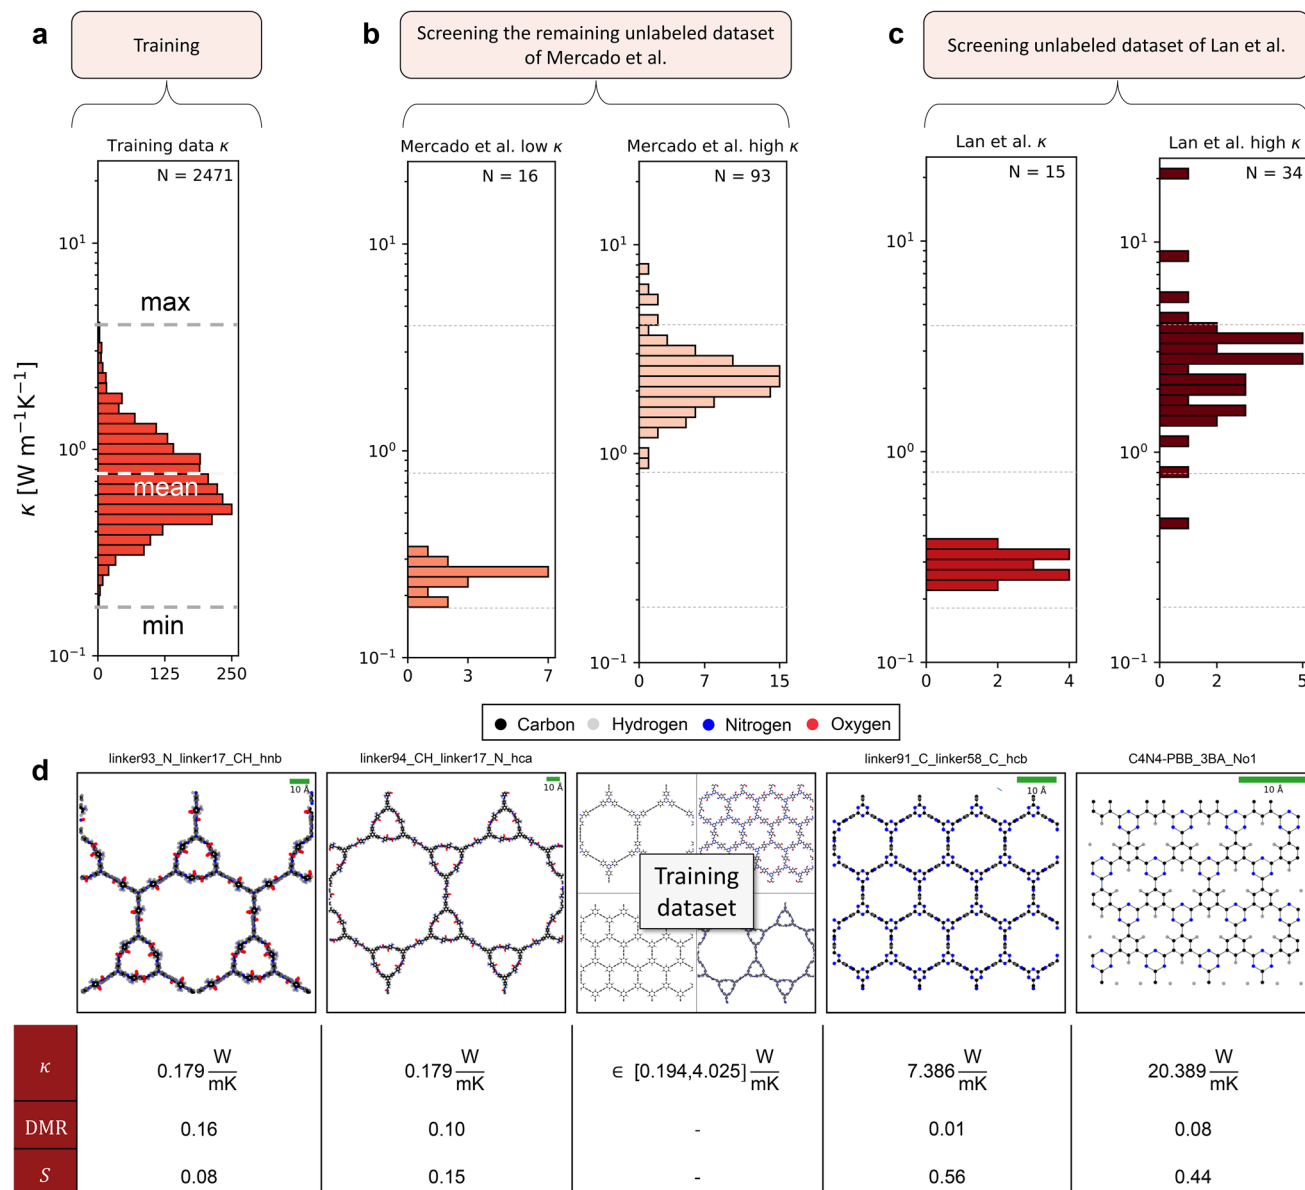 a
Training
b
Screening the remaining unlabeled dataset
of Mercado et al.
c
Screening unlabeled dataset of Lan et al.
Training data κ
N = 2471
κ [W m⁻¹K⁻¹]
10¹
10⁰
10⁻¹
max
mean
min
0 125 250
Mercado et al. low κ
N = 16
10¹
10⁰
10⁻¹
0 3 7
Mercado et al. high κ
N = 93
10¹
10⁰
10⁻¹
0 7 15
Lan et al. κ
N = 15
10¹
10⁰
10⁻¹
0 2 4
Lan et al. high κ
N = 34
10¹
10⁰
10⁻¹
0 2 5
Carbon Hydrogen Nitrogen Oxygen
d
linker93_N_linker17_CH_hnb
10 Å
linker94_CH_linker17_N_hca
10 Å
Training
dataset
linker91_C_linker58_C_hcb
10 Å
C4N4-PBB_3BA_No1
10 Å
κ 0.179 W/mK 0.179 W/mK ∈ [0.194,4.025] W/mK 7.386 W/mK 20.389 W/mK
DMR 0.16 0.10 - 0.01 0.08
S 0.08 0.15 - 0.56 0.44